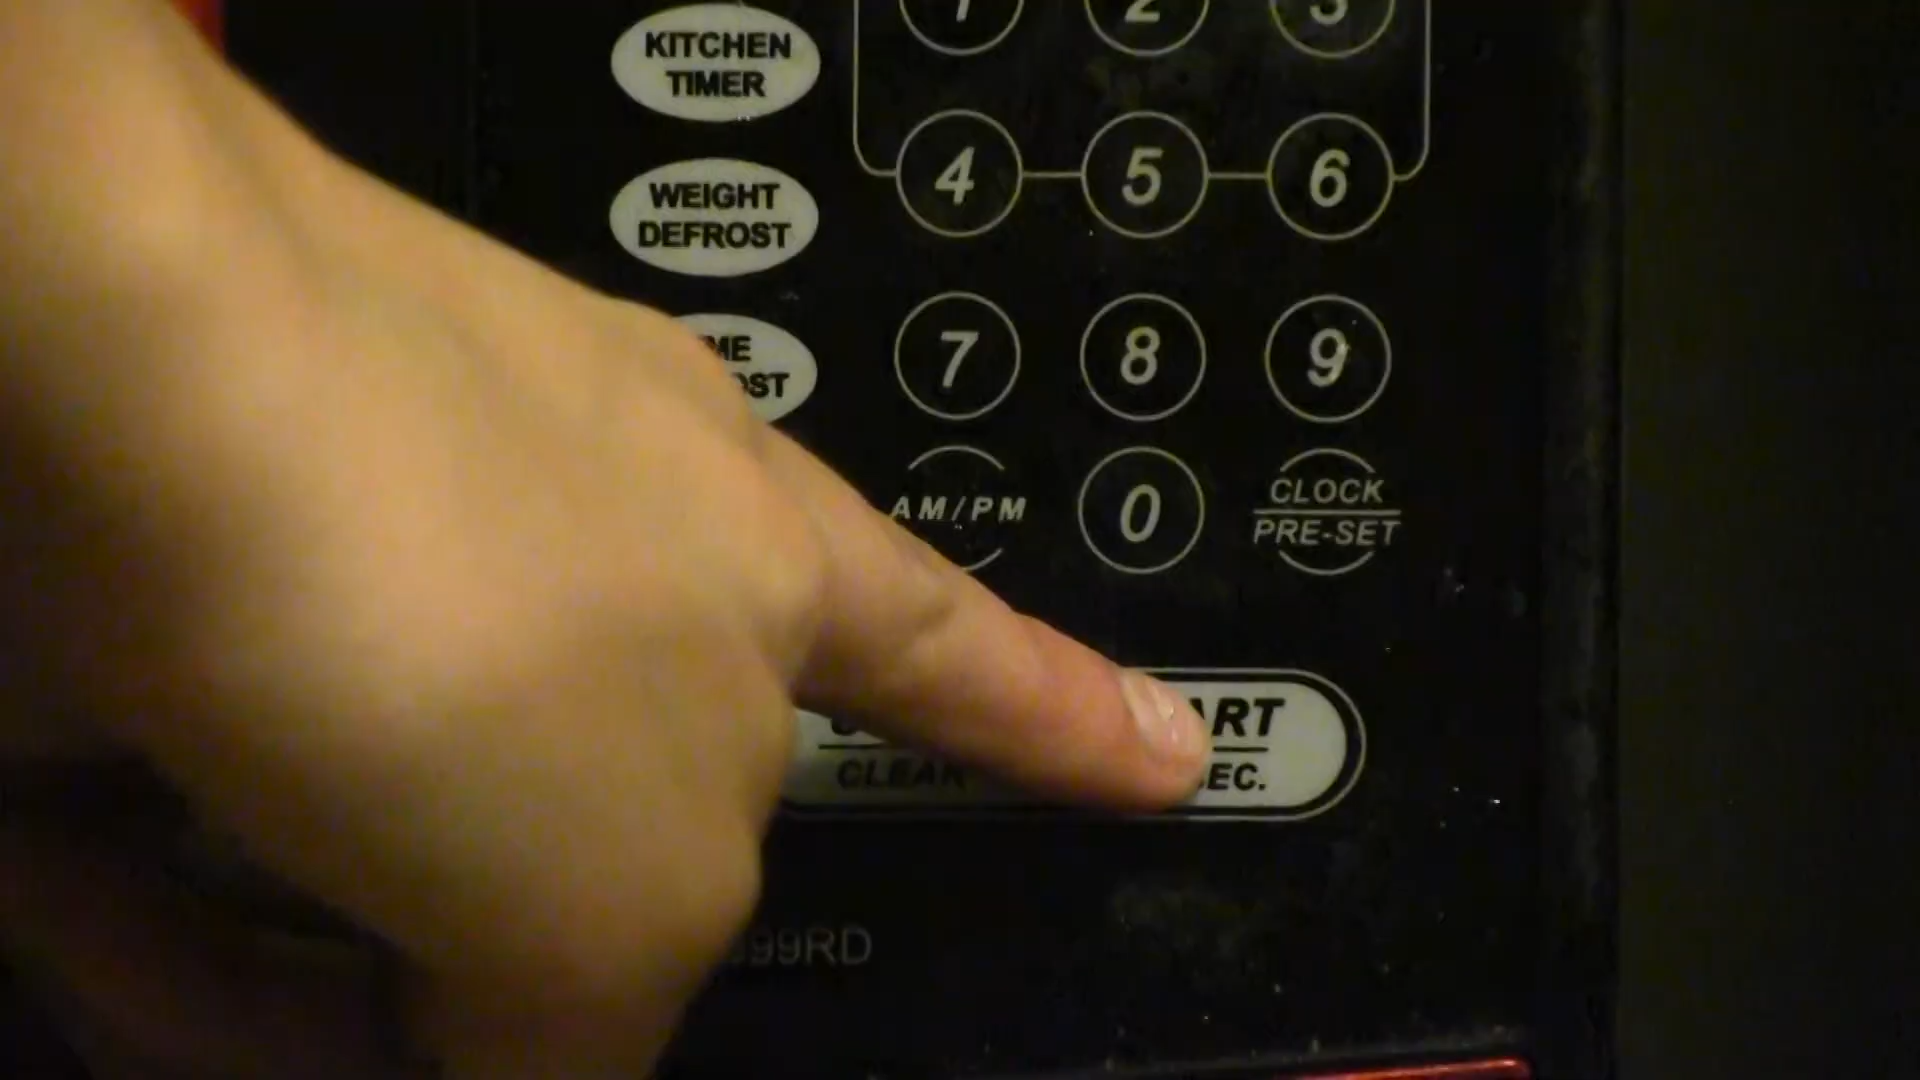 KITCHEN
TIMER
1 2 3
WEIGHT
DEFROST
4 5 6
7 8 9
AM/PM 0 CLOCK
PRE-SET
CLEAR
99RD